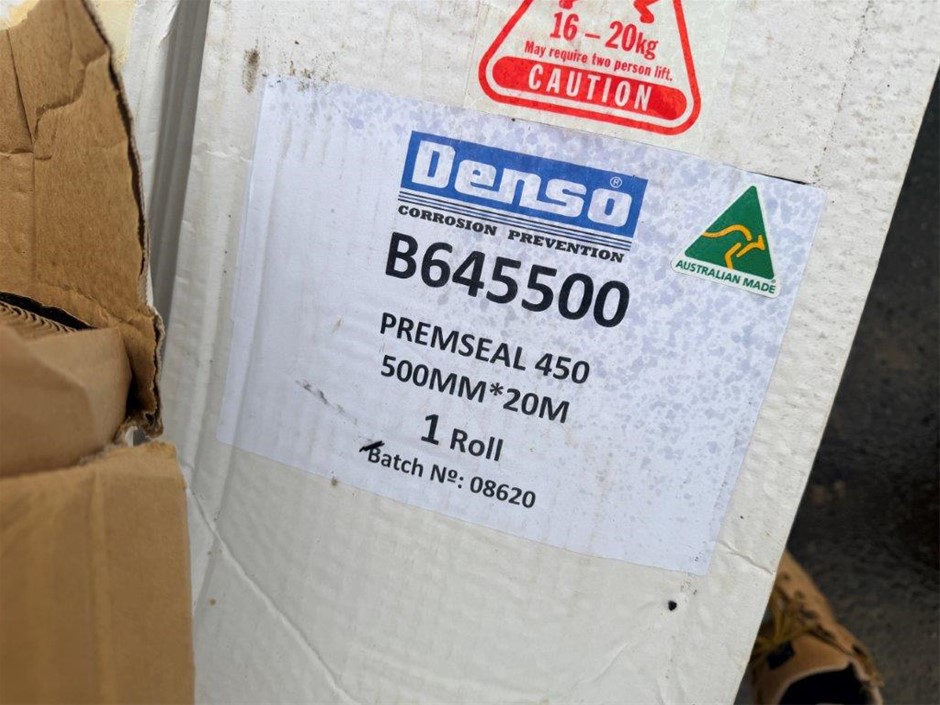 16 – 20kg
May require two person lift.
CAUTION
Denso®
CORROSION PREVENTION
AUSTRALIAN MADE
B645500
PREMSEAL 450
500MM*20M
1 Roll
Batch Nº: 08620